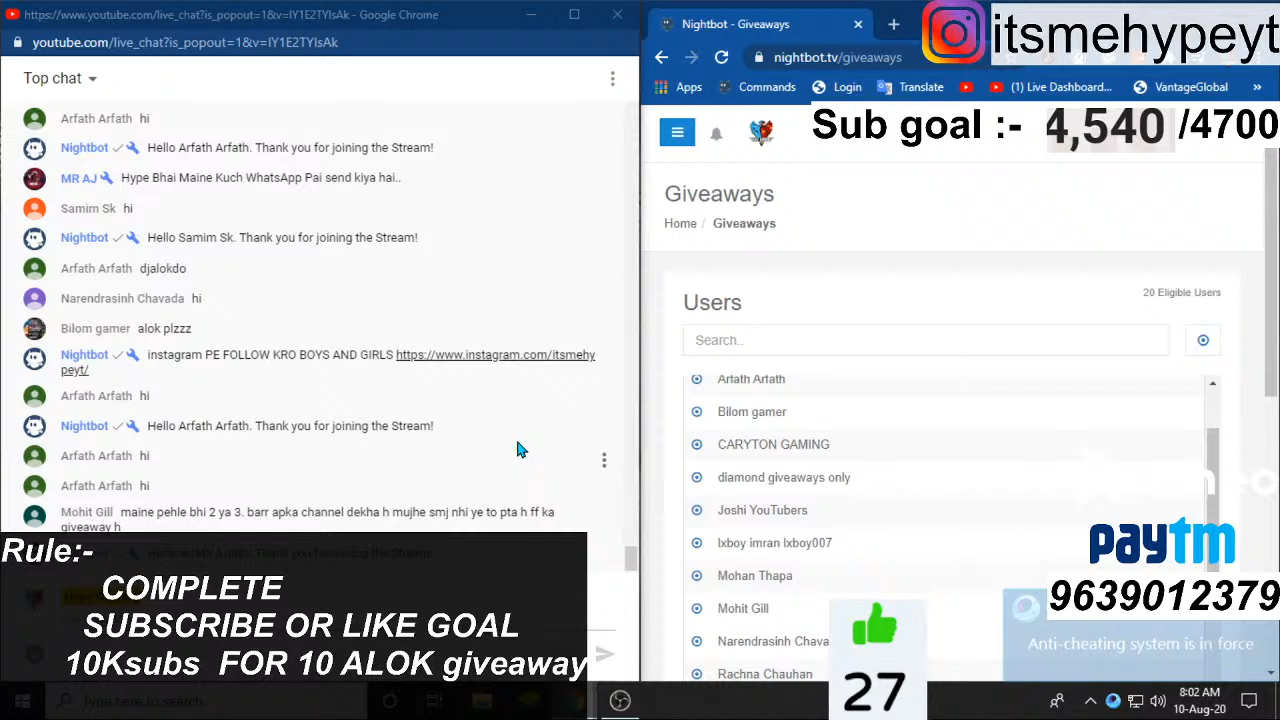 https://www.youtube.com/live_chat?is_popout=1&v=IY1E2TYIsAk - Google Chrome
youtube.com/live_chat?is_popout=1&v=IY1E2TYIsAk
Top chat
Arfath Arfath hi
Nightbot Hello Arfath Arfath. Thank you for joining the Stream!
MR AJ Hype Bhai Maine Kuch WhatsApp Pai send kiya hai..
Samim Sk hi
Nightbot Hello Samim Sk. Thank you for joining the Stream!
Arfath Arfath djalokdo
Narendrasinh Chavada hi
Bilom gamer alok plzzz
Nightbot instagram PE FOLLOW KRO BOYS AND GIRLS https://www.instagram.com/itsmehy
peyt/
Arfath Arfath hi
Nightbot Hello Arfath Arfath. Thank you for joining the Stream!
Arfath Arfath hi
Arfath Arfath hi
Mohit Gill maine pehle bhi 2 ya 3. barr apka channel dekha h mujhe smj nhi ye to pta h ff ka
giveaway h
Rule:-
COMPLETE
SUBSCRIBE OR LIKE GOAL
10Ksubs FOR 10 ALOK giveaway
Type here to search
Nightbot - Giveaways
itsmehypeyt
nightbot.tv/giveaways
Apps Commands Login Translate (1) Live Dashboard... VantageGlobal »
Sub goal :- 4,540 /4700
Giveaways
Home / Giveaways
Users
20 Eligible Users
Search..
Arfath Arfath
Bilom gamer
CARYTON GAMING
diamond giveaways only
Joshi YouTubers
lxboy imran lxboy007
Mohan Thapa
Mohit Gill
Narendrasinh Chava
Rachna Chauhan
paytm
9639012379
Anti-cheating system is in force
27
8:02 AM
10-Aug-20